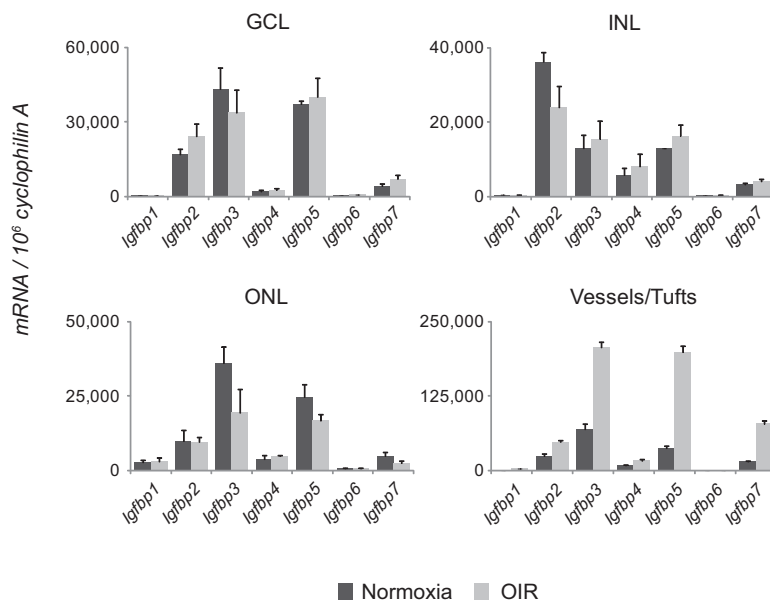 GCL
INL
mRNA / 10⁶ cyclophilin A
60,000
30,000
0
Igfbp1
Igfbp2
Igfbp3
Igfbp4
Igfbp5
Igfbp6
Igfbp7
40,000
20,000
0
Igfbp1
Igfbp2
Igfbp3
Igfbp4
Igfbp5
Igfbp6
Igfbp7
ONL
Vessels/Tufts
50,000
25,000
0
Igfbp1
Igfbp2
Igfbp3
Igfbp4
Igfbp5
Igfbp6
Igfbp7
250,000
125,000
0
Igfbp1
Igfbp2
Igfbp3
Igfbp4
Igfbp5
Igfbp6
Igfbp7
Normoxia OIR